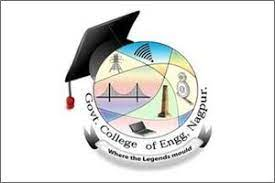 Govt. College of Engg, Nagpur.
Where the Legends mould